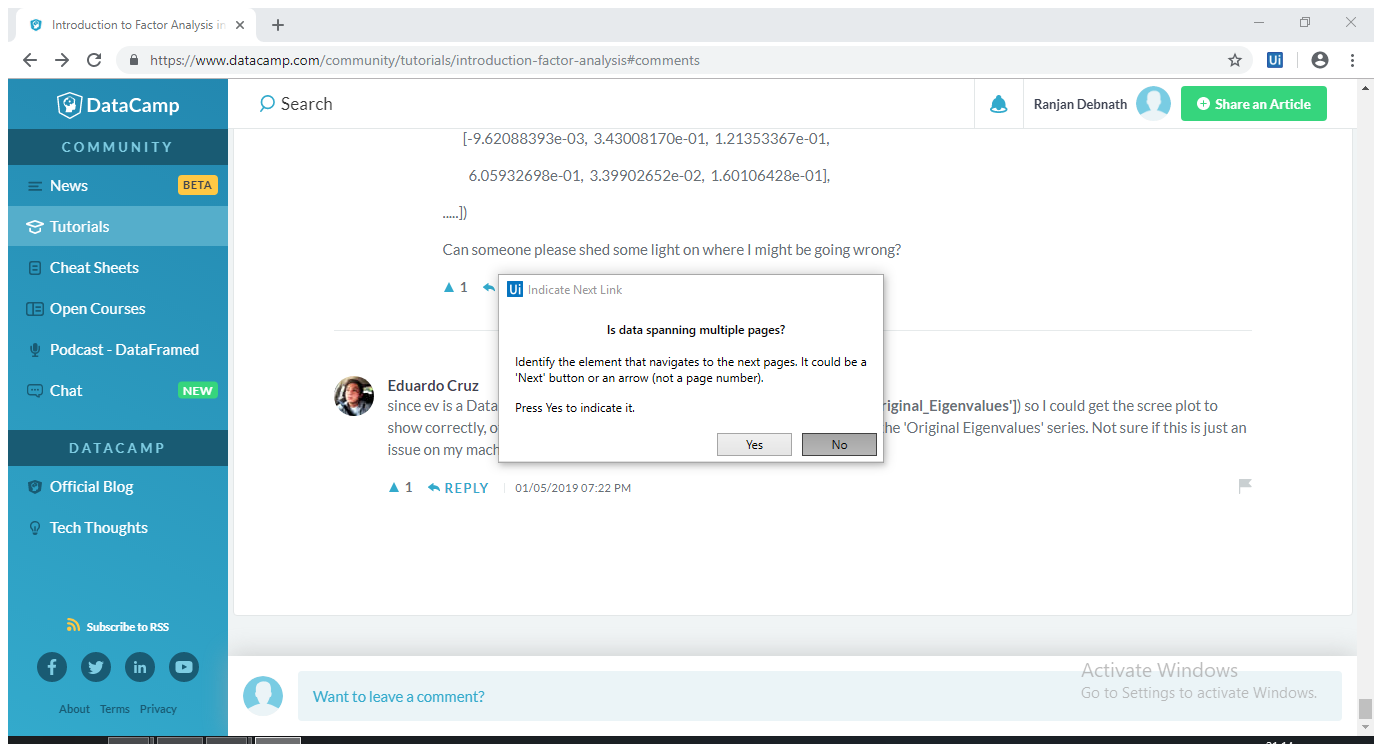 Introduction to Factor Analysis in
https://www.datacamp.com/community/tutorials/introduction-factor-analysis#comments
Ui
DataCamp
COMMUNITY
News
BETA
Tutorials
Cheat Sheets
Open Courses
Podcast - DataFramed
Chat
NEW
DATACAMP
Official Blog
Tech Thoughts
Subscribe to RSS
About Terms Privacy
Search
Ranjan Debnath
Share an Article
[-9.62088393e-03, 3.43008170e-01, 1.21353367e-01,
6.05932698e-01, 3.39902652e-02, 1.60106428e-01],
.....])
Can someone please shed some light on where I might be going wrong?
1
Ui Indicate Next Link
Is data spanning multiple pages?
Identify the element that navigates to the next pages. It could be a
'Next' button or an arrow (not a page number).
Press Yes to indicate it.
Yes
No
Eduardo Cruz
since ev is a Data riginal_Eigenvalues']) so I could get the scree plot to
show correctly, o he 'Original Eigenvalues' series. Not sure if this is just an
issue on my mach
1 REPLY 01/05/2019 07:22 PM
Want to leave a comment?
Activate Windows
Go to Settings to activate Windows.